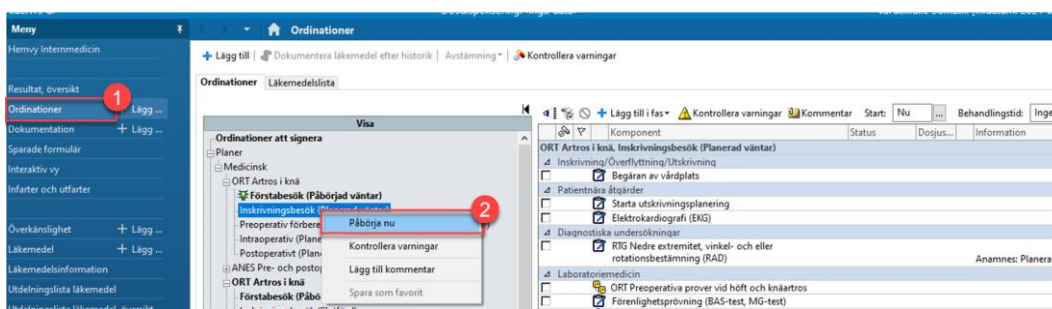 Meny
Ordinationer
Hemvy Internmedicin
+ Lägg till | Dokumentera läkemedel efter historik | Avstämning | Kontrollera varningar
Resultat, översikt
Ordinationer Läkemedelslista
1
Ordinationer + Lägg ...
Dokumentation + Lägg ...
Sparade formulär
Interaktiv vy
Infarter och utfarter
Överkänslighet + Lägg ...
Läkemedel + Lägg ...
Läkemedelsinformation
Utdelningslista läkemedel
Visa
Ordinationer att signera
Planer
Medicinsk
ORT Artros i knä
Förstabesök (Påbörjad väntar)
Inskrivningsbesök (Planerad väntar)
Preoperativ förbere
Intraoperativ (Plane
Postoperativt (Plan
ANES Pre- och postop
ORT Artros i knä
Förstabesök (Påbö
2
Påbörja nu
Kontrollera varningar
Lägg till kommentar
Spara som favorit
+ Lägg till i fas Kontrollera varningar Kommentar Start: Nu ... Behandlingstid: Inge
Komponent Status Dosjus... Information
ORT Artros i knä, Inskrivningsbesök (Planerad väntar)
Inskrivning/Överflyttning/Utskrivning
Begäran av vårdplats
Patientnära åtgärder
Starta utskrivningsplanering
Elektrokardiografi (EKG)
Diagnostiska undersökningar
RTG Nedre extremitet, vinkel- och eller
rotationsbestämning (RAD) Anamnes: Planera
Laboratoriemedicin
ORT Preoperativa prover vid höft och knäartros
Förenlighetsprövning (BAS-test, MG-test)